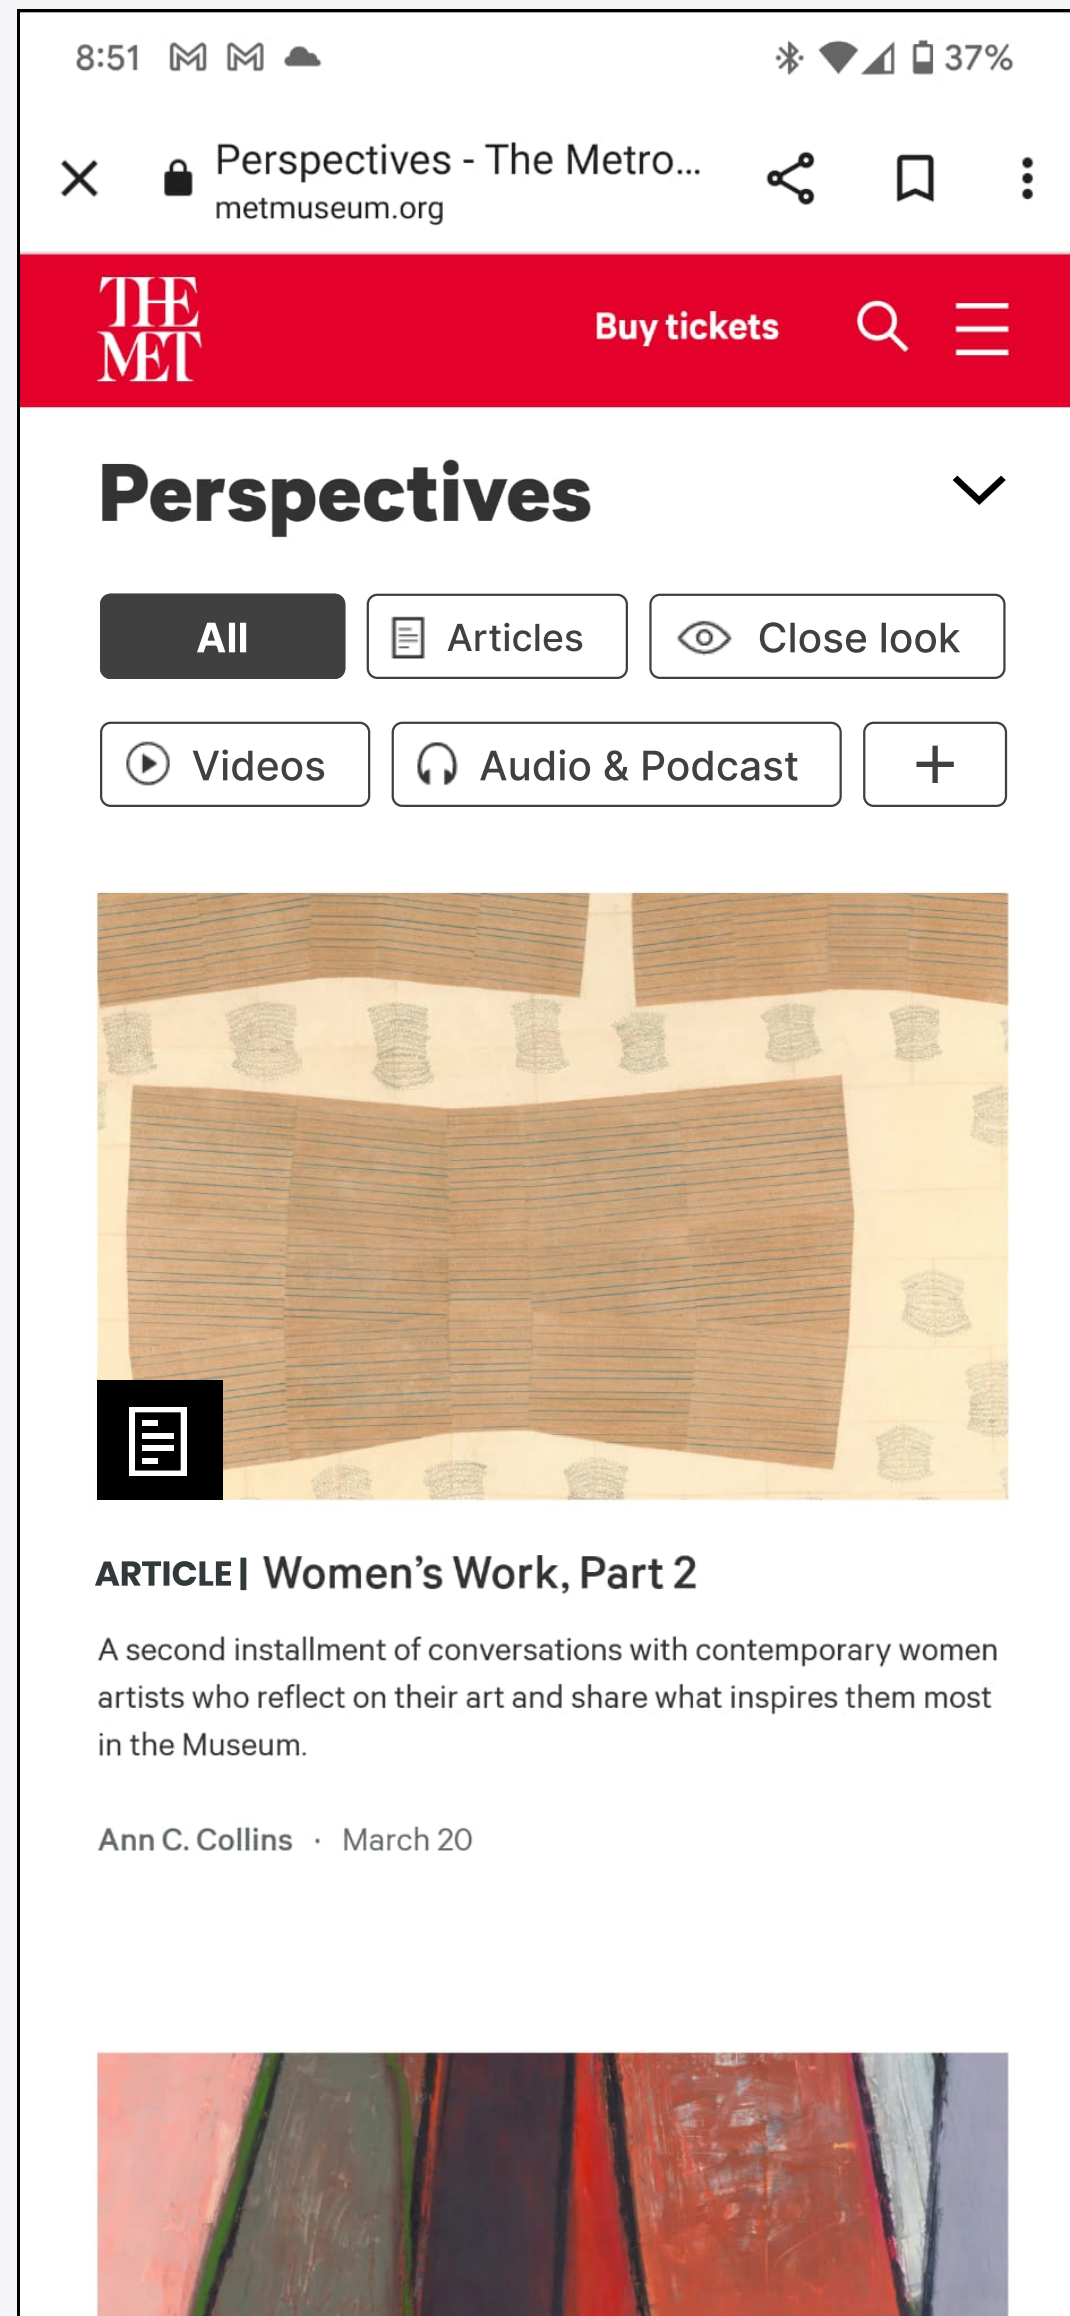 8:51
37%
Perspectives - The Metro...
metmuseum.org
THE
MET
Buy tickets
Perspectives
All
Articles
Close look
Videos
Audio & Podcast
+
ARTICLE| Women’s Work, Part 2
A second installment of conversations with contemporary women
artists who reflect on their art and share what inspires them most
in the Museum.
Ann C. Collins · March 20